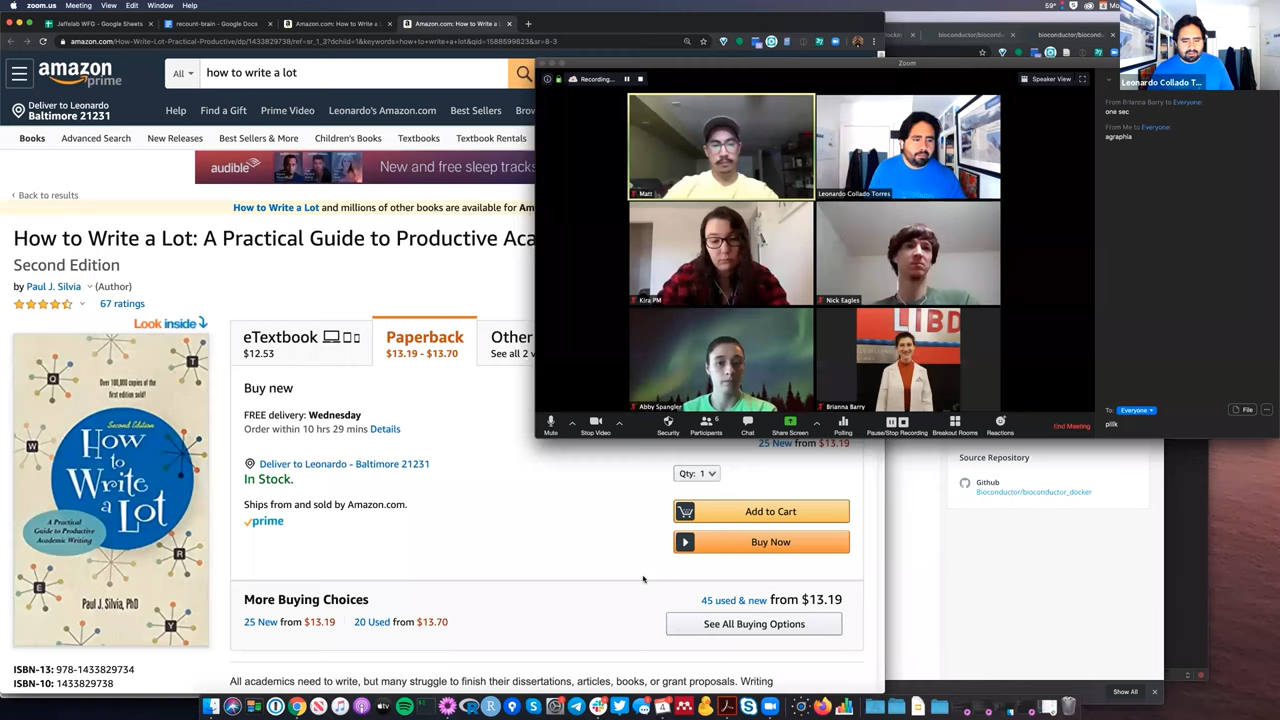 zoom.us Meeting View Edit Window Help
59°
Jaffelab WFG - Google Sheets
recount-brain - Google Docs
Amazon.com: How to Write a L
Amazon.com: How to Write a L
amazon.com/How-Write-Lot-Practical-Productive/dp/1433829738/ref=sr_1_3?dchild=1&keywords=how+to+write+a+lot&qid=1588599823&sr=8-3
bioconductor/biocond
bioconductor/biocond
amazon prime
All
how to write a lot
Deliver to Leonardo
Baltimore 21231
Help Find a Gift Prime Video Leonardo's Amazon.com Best Sellers
Books Advanced Search New Releases Best Sellers & More Children's Books Textbooks Textbook Rentals
audible
New and free sleep tracks
Back to results
How to Write a Lot and millions of other books are available for Am
How to Write a Lot: A Practical Guide to Productive Aca
Second Edition
by Paul J. Silvia (Author)
67 ratings
Look inside
eTextbook
$12.53
Paperback
$13.19 - $13.70
Other
See all 2 v
Over 100,000 copies of the
first edition sold!
Second Edition
How
to
Write
a Lot
A Practical
Guide to Productive
Academic Writing
Paul J. Silvia, PhD
T
O
W
R
E
Y
Buy new
FREE delivery: Wednesday
Order within 10 hr 29 mins Details
Deliver to Leonardo - Baltimore 21231
In Stock.
Ships from and sold by Amazon.com.
prime
25 New from $13.19
Qty: 1
Add to Cart
Buy Now
More Buying Choices
25 New from $13.19
20 Used from $13.70
45 used & new from $13.19
See All Buying Options
ISBN-13: 978-1433829734
ISBN-10: 1433829738
All academics need to write, but many struggle to finish their dissertations, articles, books, or grant proposals. Writing
Zoom
Recording...
Speaker View
Matt
Leonardo Collado Torres
Kira PM
Nick Eagles
Abby Spangler
LIBD
Brianna Barry
Mute
Stop Video
Security
Participants
6
Chat
Share Screen
Polling
Pause/Stop Recording
Breakout Rooms
Reactions
End Meeting
Leonardo Collado T...
From Brianna Barry to Everyone:
one sec
From Me to Everyone:
agraphia
To: Everyone
File
pillk
Source Repository
Github
Bioconductor/bioconductor_docker
Show All